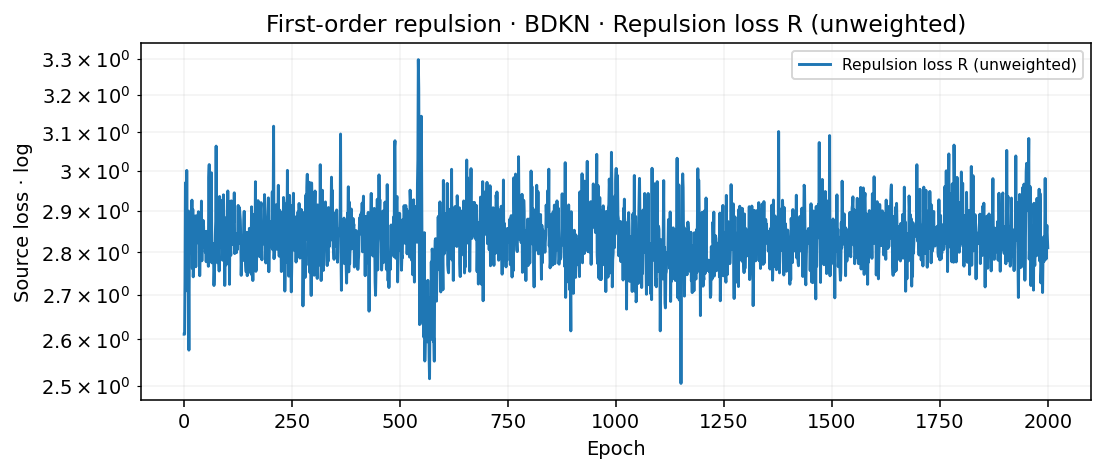 First-order repulsion · BDKN · Repulsion loss R (unweighted)
Repulsion loss R (unweighted)
3.3 × 10⁰
3.2 × 10⁰
3.1 × 10⁰
3 × 10⁰
2.9 × 10⁰
2.8 × 10⁰
2.7 × 10⁰
2.6 × 10⁰
2.5 × 10⁰
Source loss · log
0 250 500 750 1000 1250 1500 1750 2000
Epoch